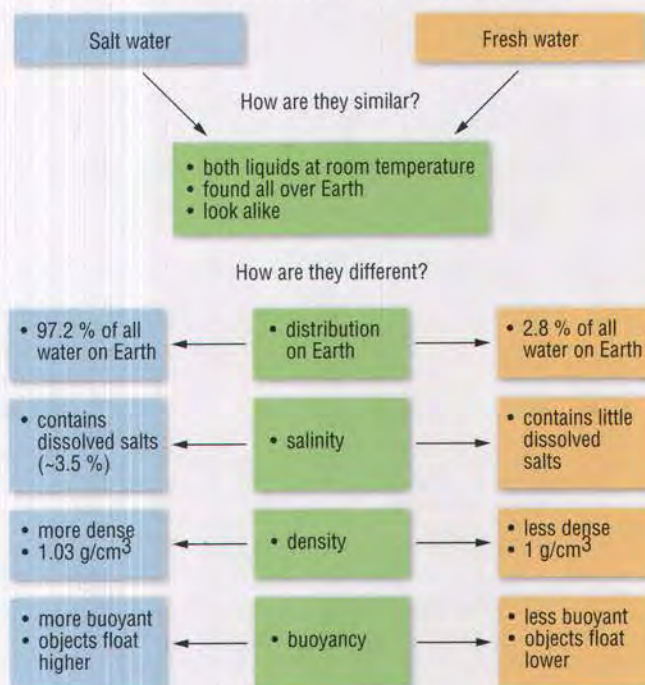 Salt water
Fresh water
How are they similar?
• both liquids at room temperature
• found all over Earth
• look alike
How are they different?
• 97.2 % of all
water on Earth
• distribution
on Earth
• 2.8 % of all
water on Earth
• contains
dissolved salts
(~3.5 %)
• salinity
• contains little
dissolved
salts
• more dense
• 1.03 g/cm³
• density
• less dense
• 1 g/cm³
• more buoyant
• objects float
higher
• buoyancy
• less buoyant
• objects float
lower